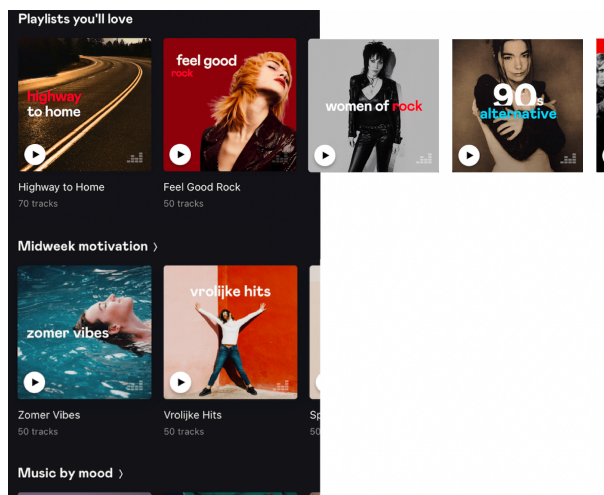 Playlists you'll love
highway
to home
feel good
rock
women of rock
90s
alternative
Highway to Home
Feel Good Rock
70 tracks
50 tracks
Midweek motivation >
zomer vibes
vrolijke hits
Zomer Vibes
Vrolijke Hits
Sp
50 tracks
50 tracks
50
Music by mood >